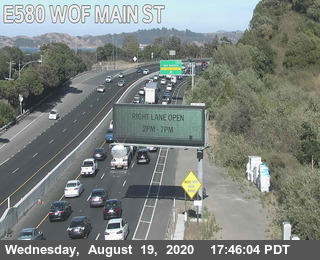 E580 WOF MAIN ST
RIGHT LANE OPEN
2PM - 7PM
Wednesday, August 19, 2020 17:46:04 PDT